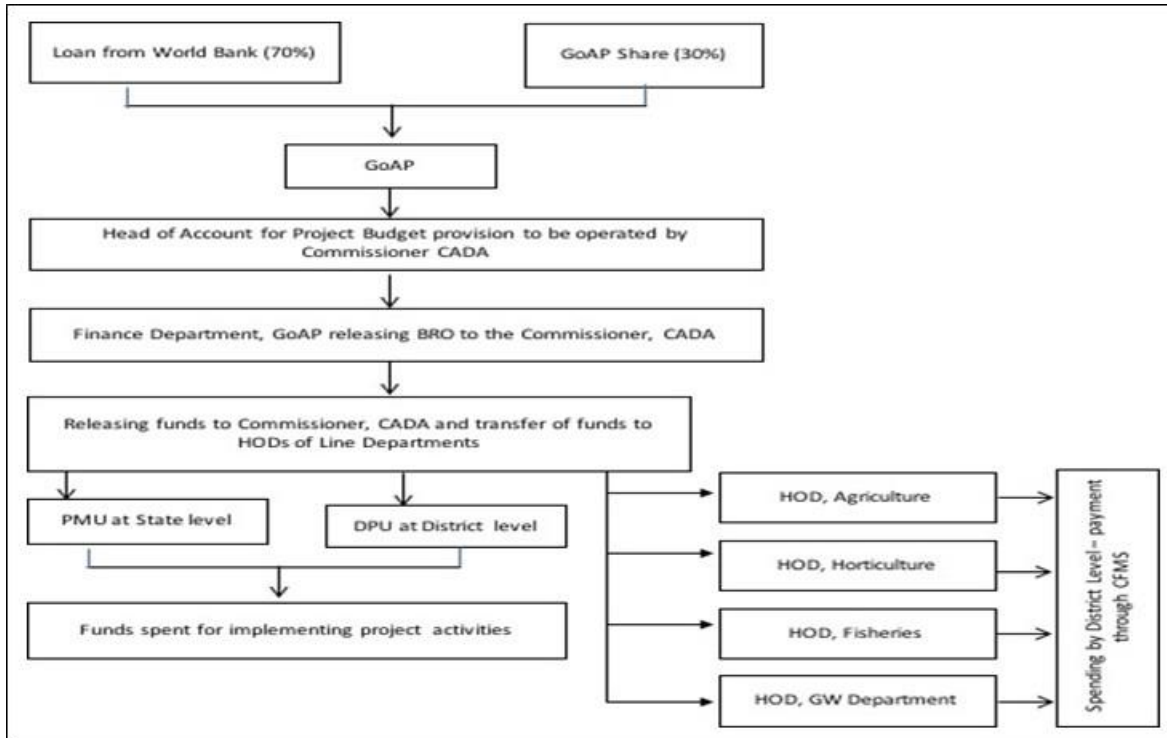 Loan from World Bank (70%)
GoAP Share (30%)
GoAP
Head of Account for Project Budget provision to be operated by
Commissioner CADA
Finance Department, GoAP releasing BRO to the Commissioner, CADA
Releasing funds to Commissioner, CADA and transfer of funds to
HODs of Line Departments
PMU at State level
DPU at District level
Funds spent for implementing project activities
HOD, Agriculture
HOD, Horticulture
HOD, Fisheries
HOD, GW Department
Spending by District Level – payment
through CFMS